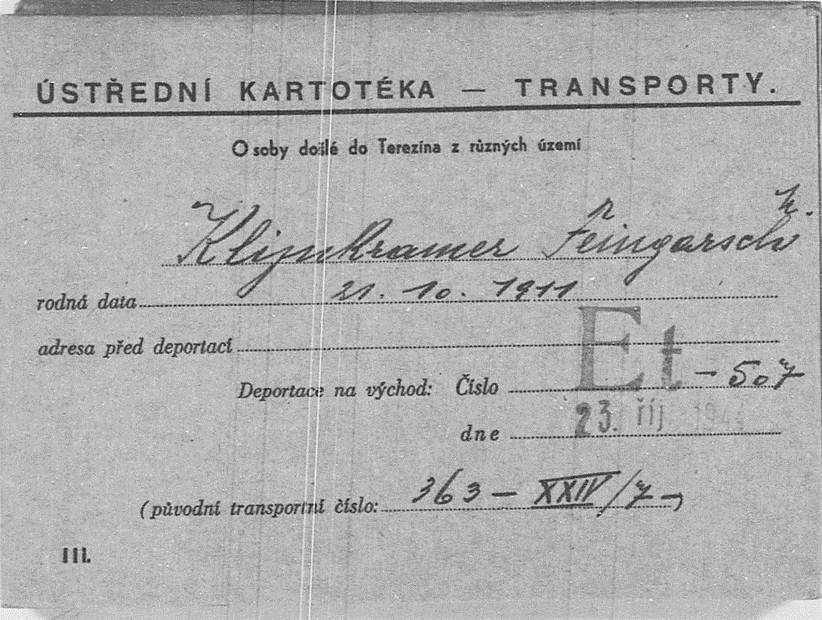 ÚSTŘEDNÍ KARTOTÉKA — TRANSPORTY.
Osoby došlé do Terezína z různých území
Klijnkramer Feingarsch
rodná data 21. 10. 1911
adresa před deportací
Deportace na východ: Číslo Et - 507
dne 23. říj 1944
(původní transportní číslo: 363 - XXIV/7 )
III.